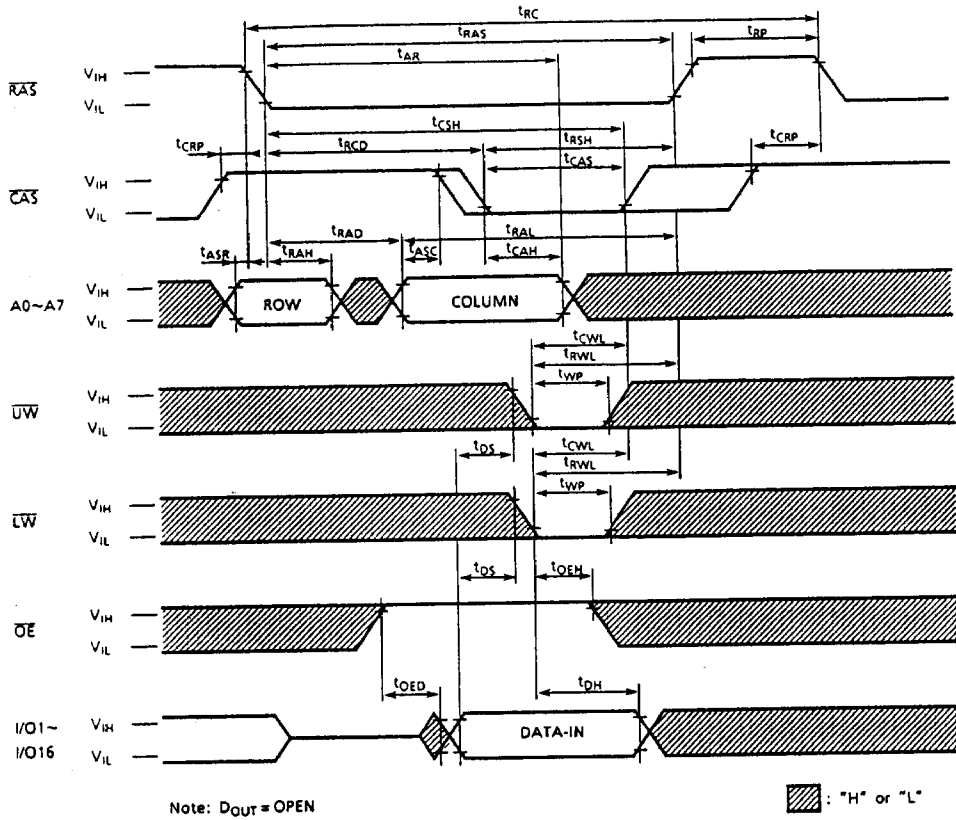 tRC
tRAS
tRP
tAR
RAS
VIH
VIL
tCSH
tCRP
tRCD
tRSH
tCRP
tCAS
CAS
VIH
VIL
tRAD
tRAL
tASR
tRAH
tASC
tCAH
A0~A7
VIH
VIL
ROW
COLUMN
tCWL
tRWL
tWP
UW
VIH
VIL
tDS
tCWL
tRWL
tWP
LW
VIH
VIL
tDS
tOEH
OE
VIH
VIL
tOED
tDH
I/O1~
I/O16
VIH
VIL
DATA-IN
Note: DOUT = OPEN
: "H" or "L"